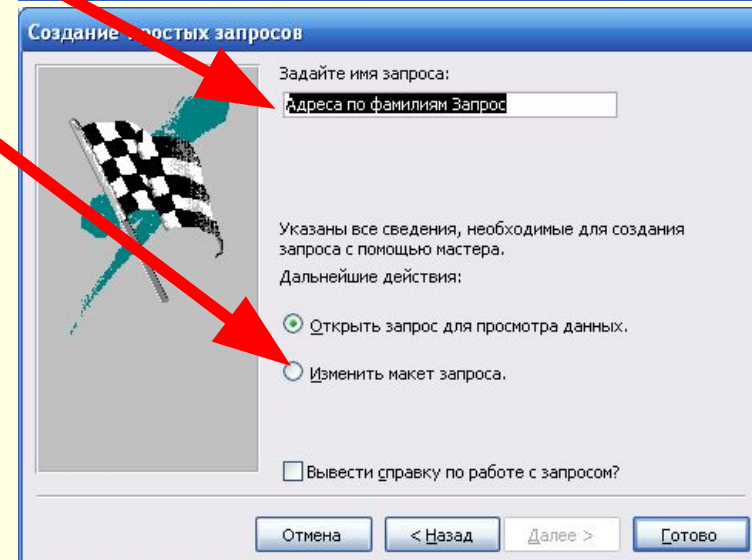 Создание простых запросов
Задайте имя запроса:
Адреса по фамилиям Запрос
Указаны все сведения, необходимые для создания
запроса с помощью мастера.
Дальнейшие действия:
Открыть запрос для просмотра данных.
Изменить макет запроса.
Вывести справку по работе с запросом?
Отмена
< Назад
Далее >
Готово